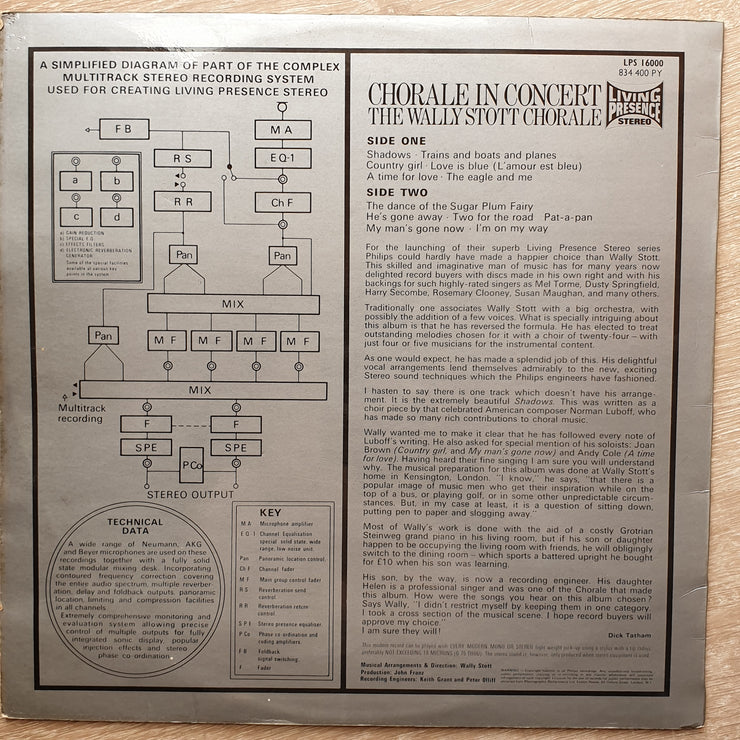 A SIMPLIFIED DIAGRAM OF PART OF THE COMPLEX
MULTITRACK STEREO RECORDING SYSTEM
USED FOR CREATING LIVING PRESENCE STEREO
F B
M A
R S
EQ-1
a
b
R R
Ch F
c
d
a) GAIN REDUCTION
b) SPECIAL E.Q.
c) EFFECTS FILTERS
d) ELECTRONIC REVERBERATION
GENERATOR
Some of the special facilities
available at various key
points in the system
Pan
Pan
MIX
Pan
M F
M F
M F
M F
MIX
Multitrack
recording
F
F
SPE
SPE
P Co
STEREO OUTPUT
TECHNICAL
DATA
A wide range of Neumann, AKG
and Beyer microphones are used on these
recordings together with a fully solid
state modular mixing desk. Incorporating
contoured frequency correction covering
the entire audio spectrum, multiple reverber-
ation, delay and foldback outputs, panoramic
location, limiting and compression facilities
in all channels.
Extremely comprehensive monitoring and
evaluation system allowing precise
control of multiple outputs for fully
integrated sonic display, popular
injection effects and stereo
phase co-ordination
KEY
M A Microphone amplifier
E Q -1 Channel Equalisation
special solid state, wide
range, low noise unit.
Pan Panoramic location control.
Ch F Channel fader
M F Main group control fader
R S Reverberation send
control.
R R Reverberation return
control.
S P E Stereo presence equaliser.
P Co Phase co ordination and
coding amplifiers.
F B Foldback
signal switching.
F Fader
LPS 16000
834 400 PY
CHORALE IN CONCERT
THE WALLY STOTT CHORALE
LIVING
PRESENCE
STEREO
SIDE ONE
Shadows · Trains and boats and planes
Country girl · Love is blue (L'amour est bleu)
A time for love · The eagle and me
SIDE TWO
The dance of the Sugar Plum Fairy
He's gone away · Two for the road Pat-a-pan
My man's gone now · I'm on my way
For the launching of their superb Living Presence Stereo series
Philips could hardly have made a happier choice than Wally Stott.
This skilled and imaginative man of music has for many years now
delighted record buyers with discs made in his own right and with his
backings for such highly-rated singers as Mel Torme, Dusty Springfield,
Harry Secombe, Rosemary Clooney, Susan Maughan, and many others.
Traditionally one associates Wally Stott with a big orchestra, with
possibly the addition of a few voices. What is specially intriguing about
this album is that he has reversed the formula. He has elected to treat
outstanding melodies chosen for it with a choir of twenty-four – with
just four or five musicians for the instrumental content.
As one would expect, he has made a splendid job of this. His delightful
vocal arrangements lend themselves admirably to the new, exciting
Stereo sound techniques which the Philips engineers have fashioned.
I hasten to say there is one track which doesn't have his arrange-
ment. It is the extremely beautiful Shadows. This was written as a
choir piece by that celebrated American composer Norman Luboff, who
has made so many rich contributions to choral music.
Wally wanted me to make it clear that he has followed every note of
Luboff's writing. He also asked for special mention of his soloists: Joan
Brown (Country girl, and My man's gone now) and Andy Cole (A time
for love). Having heard their fine singing I am sure you will understand
why. The musical preparation for this album was done at Wally Stott's
home in Kensington, London. "I know," he says, "that there is a
popular image of music men who get their inspiration while on the
top of a bus, or playing golf, or in some other unpredictable circum-
stances. But, in my case at least, it is a question of sitting down,
putting pen to paper and slogging away."
Most of Wally's work is done with the aid of a costly Grotrian
Steinweg grand piano in his living room, but if his son or daughter
happen to be occupying the living room with friends, he will obligingly
switch to the dining room – which sports a battered upright he bought
for £10 when his son was learning.
His son, by the way, is now a recording engineer. His daughter
Helen is a professional singer and was one of the Chorale that made
this album. How were the songs you hear on this album chosen?
Says Wally, "I didn't restrict myself by keeping them in one category.
I took a cross section of the musical scene. I hope record buyers will
approve my choice."
I am sure they will!
Dick Tatham
Musical Arrangements & Direction: Wally Stott
Production: John Franz
Recording Engineers: Keith Grant and Peter Olliff